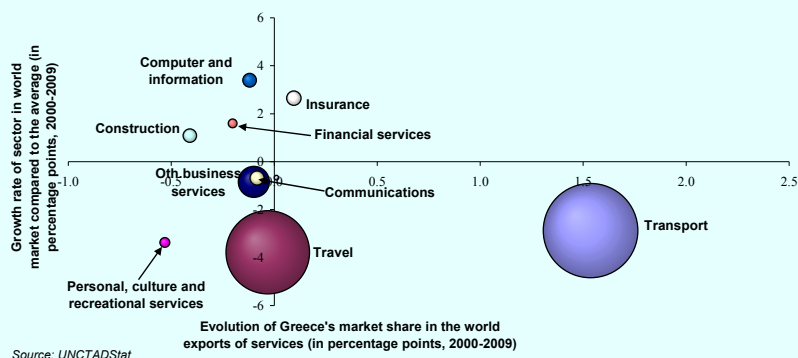 Growth rate of sector in world
market compared to the average (in
percentage points, 2000-2009)
6
4
2
0
-2
-4
-6
-1.0
-0.5
0.0
0.5
1.0
1.5
2.0
2.5
Computer and
information
Insurance
Construction
Financial services
Oth.business
services
Communications
Transport
Travel
Personal, culture and
recreational services
Evolution of Greece's market share in the world
exports of services (in percentage points, 2000-2009)
Source: UNCTADStat